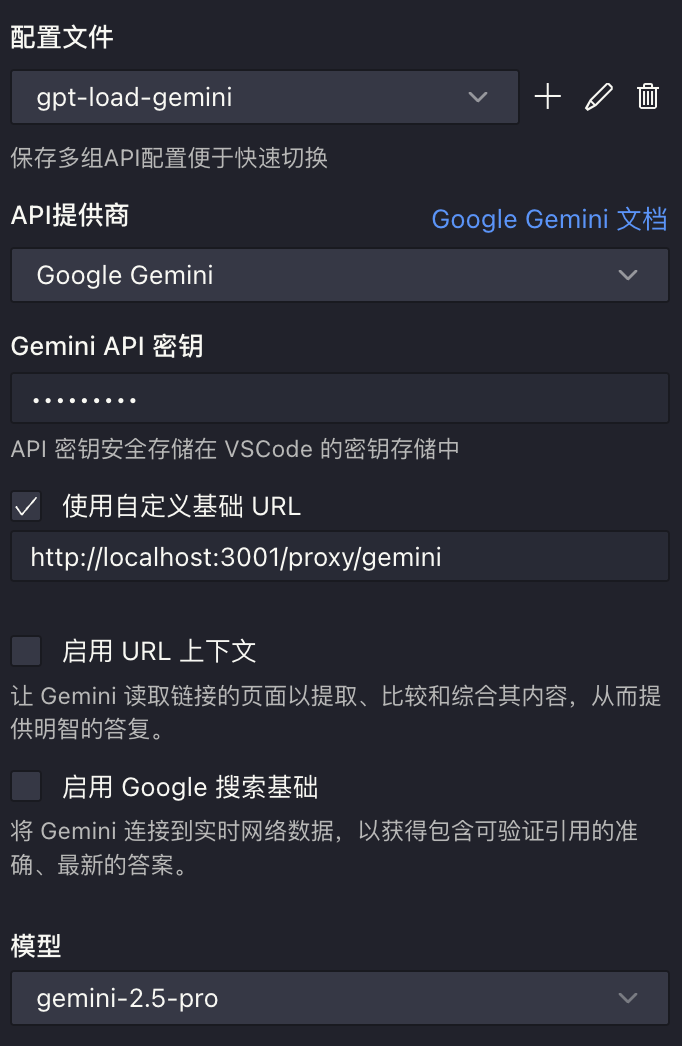 配置文件
gpt-load-gemini
保存多组API配置便于快速切换
API提供商
Google Gemini 文档
Google Gemini
Gemini API 密钥
•••••••••
API 密钥安全存储在 VSCode 的密钥存储中
使用自定义基础 URL
http://localhost:3001/proxy/gemini
启用 URL 上下文
让 Gemini 读取链接的页面以提取、比较和综合其内容，从而提
供明智的答复。
启用 Google 搜索基础
将 Gemini 连接到实时网络数据，以获得包含可验证引用的准
确、最新的答案。
模型
gemini-2.5-pro